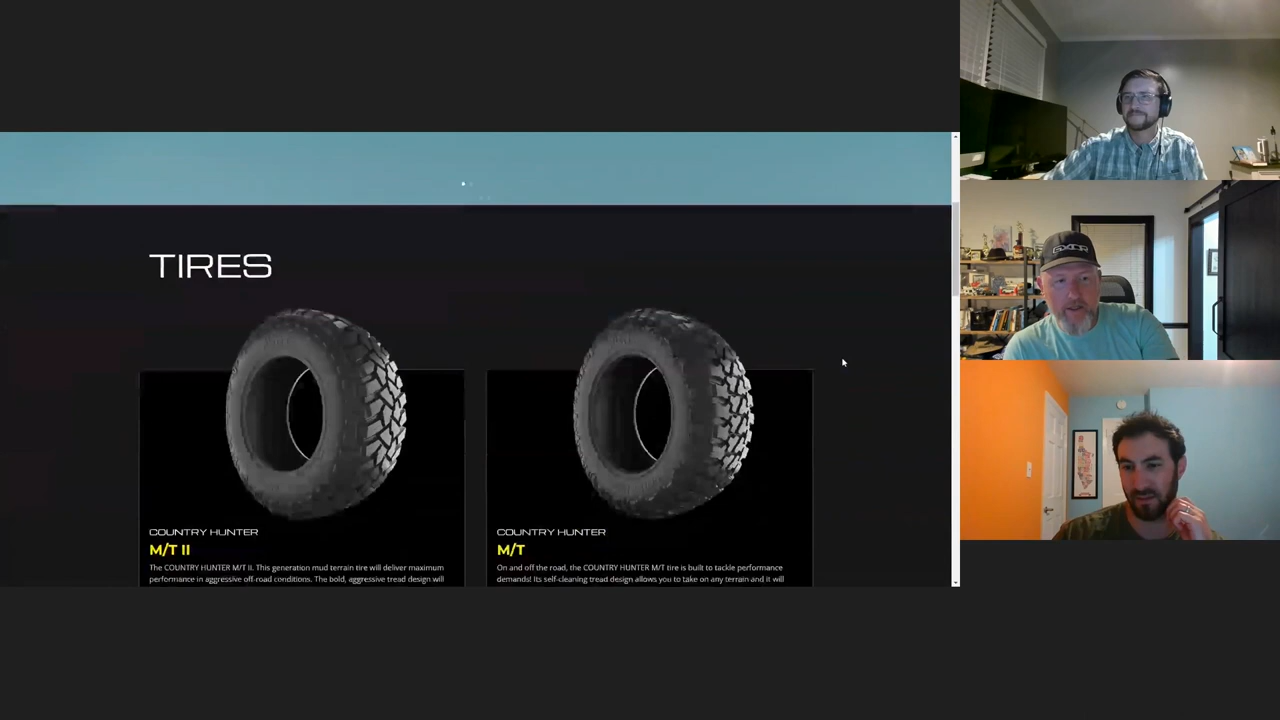 TIRES
COUNTRY HUNTER
M/T II
The COUNTRY HUNTER M/T II. This generation mud terrain tire will deliver maximum
performance in aggressive off-road conditions. The bold, aggressive tread design will
COUNTRY HUNTER
M/T
On and off the road, the COUNTRY HUNTER M/T tire is built to tackle performance
demands! Its self-cleaning tread design allows you to take on any terrain and it will